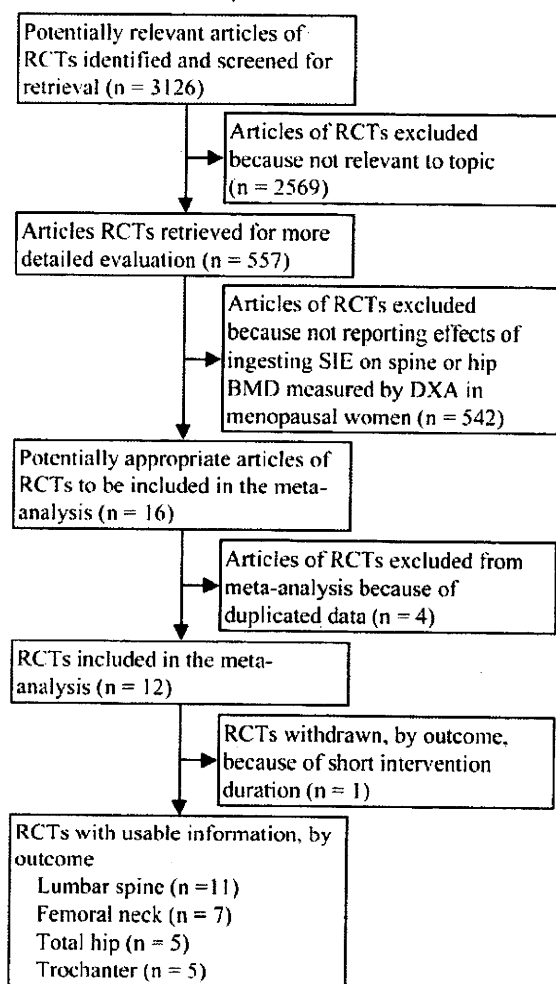 Potentially relevant articles of
RCTs identified and screened for
retrieval (n = 3126)
Articles of RCTs excluded
because not relevant to topic
(n = 2569)
Articles RCTs retrieved for more
detailed evaluation (n = 557)
Articles of RCTs excluded
because not reporting effects of
ingesting SIE on spine or hip
BMD measured by DXA in
menopausal women (n = 542)
Potentially appropriate articles of
RCTs to be included in the meta-
analysis (n = 16)
Articles of RCTs excluded from
meta-analysis because of
duplicated data (n = 4)
RCTs included in the meta-
analysis (n = 12)
RCTs withdrawn, by outcome,
because of short intervention
duration (n = 1)
RCTs with usable information, by
outcome
Lumbar spine (n =11)
Femoral neck (n = 7)
Total hip (n = 5)
Trochanter (n = 5)